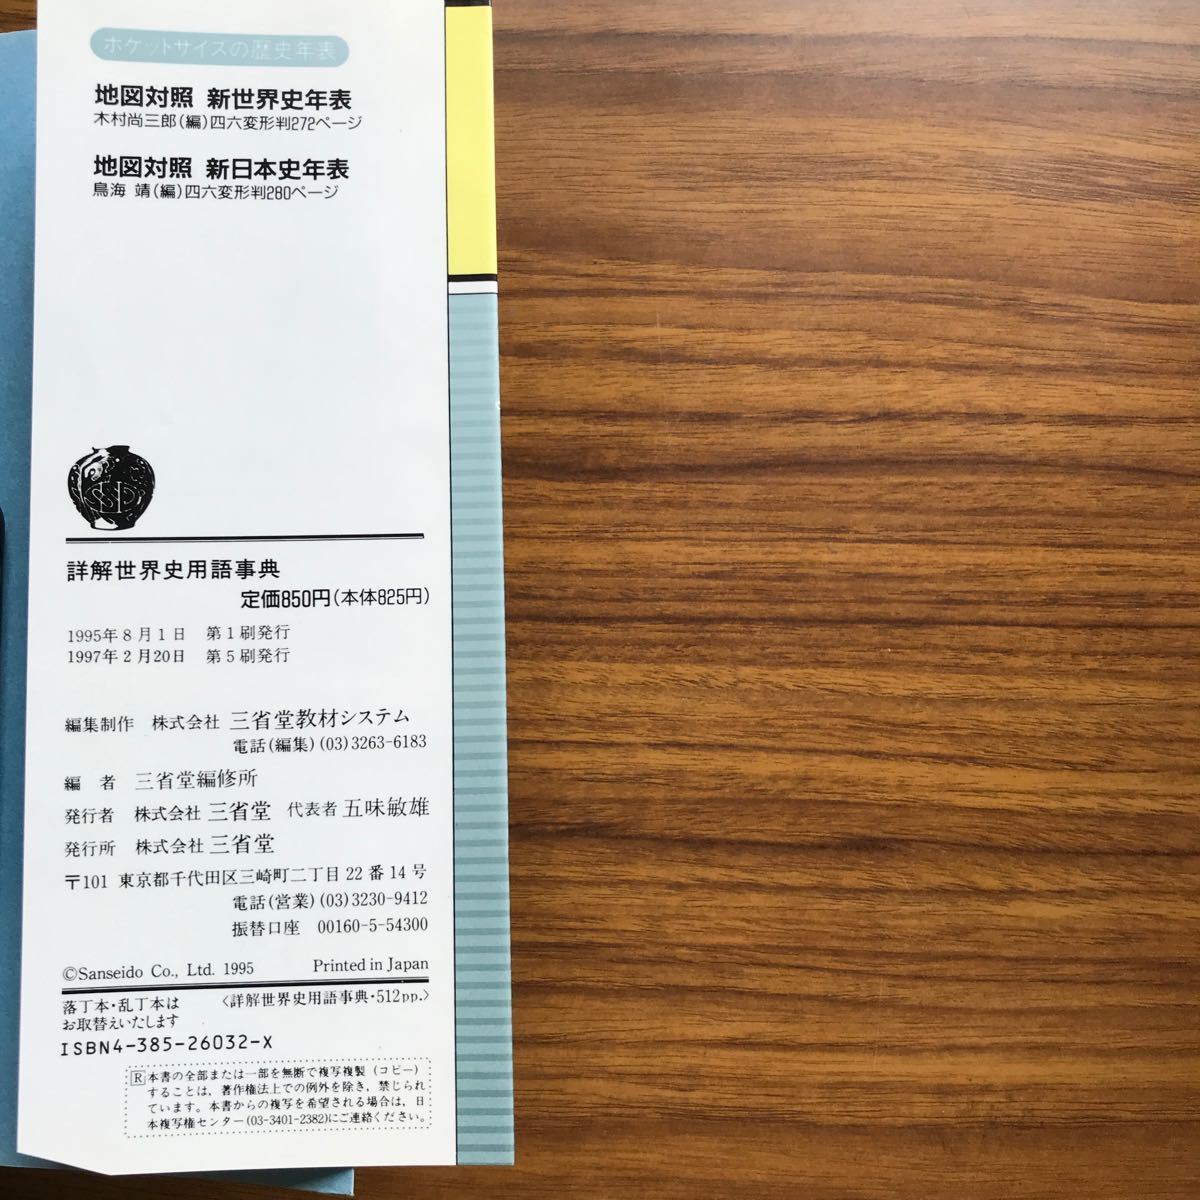 ポケットサイズの歴史年表
地図対照 新世界史年表
木村尚三郎(編)四六変形判272ページ
地図対照 新日本史年表
鳥海 靖(編)四六変形判280ページ
詳解世界史用語事典
定価850円(本体825円)
1995年8月1日 第1刷発行
1997年2月20日 第5刷発行
編集制作 株式会社 三省堂教材システム
電話(編集)(03)3263-6183
編 者 三省堂編修所
発行者 株式会社 三省堂 代表者 五味敏雄
発行所 株式会社 三省堂
〒101 東京都千代田区三崎町二丁目22番14号
電話(営業)(03)3230-9412
振替口座 00160-5-54300
©Sanseido Co., Ltd. 1995 Printed in Japan
落丁本・乱丁本は 〈詳解世界史用語事典・512pp.〉
お取替えいたします
ISBN4-385-26032-X
R 本書の全部または一部を無断で複写複製(コピー)
することは、著作権法上での例外を除き、禁じられ
ています。本書からの複写を希望される場合は、日
本複写権センター(03-3401-2382)にご連絡ください。